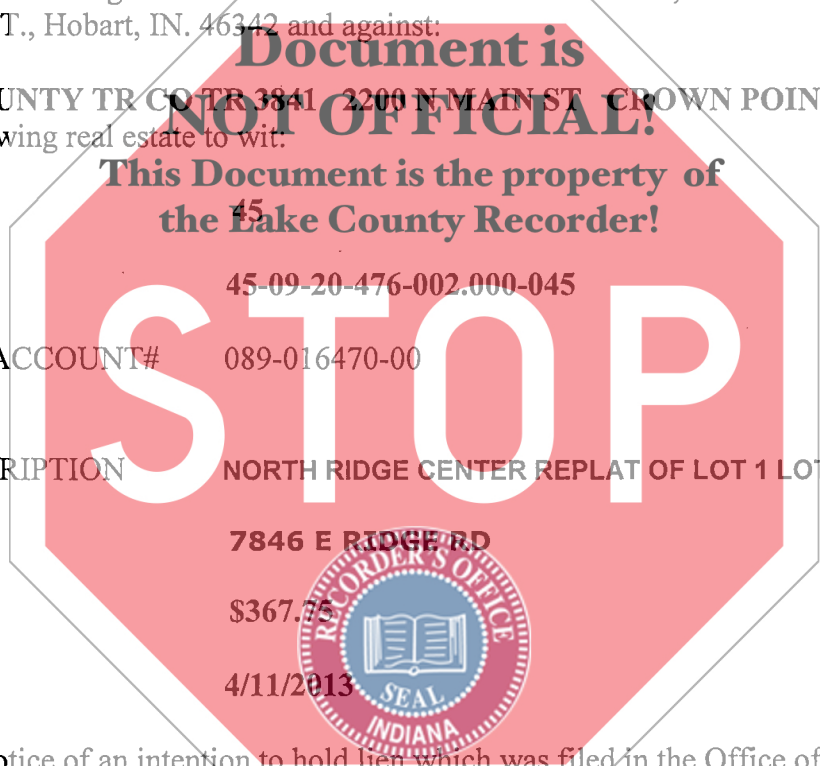 T., Hobart, IN. 46342 and against:
Document is
UNTY TR CO TR 3841 2200 N MAIN ST CROWN POIN
NOT OFFICIAL!
wing real estate to wit:
This Document is the property of
45
the Lake County Recorder!
45-09-20-476-002.000-045
STOP
ACCOUNT# 089-016470-00
RIPTION NORTH RIDGE CENTER REPLAT OF LOT 1 LOT
7846 E RIDGE RD
$367.75
4/11/2013
RECORDER'S OFFICE
SEAL
INDIANA
otice of an intention to hold lien which was filed in the Office of